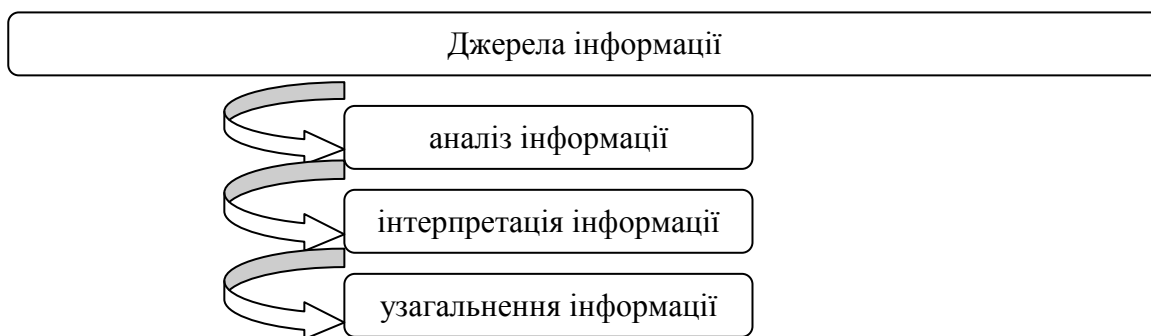 Джерела інформації
аналіз інформації
інтерпретація інформації
узагальнення інформації